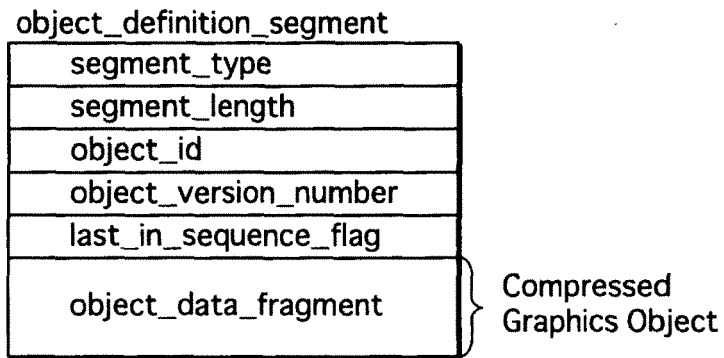 object_definition_segment
segment_type
segment_length
object_id
object_version_number
last_in_sequence_flag
object_data_fragment
Compressed
Graphics Object